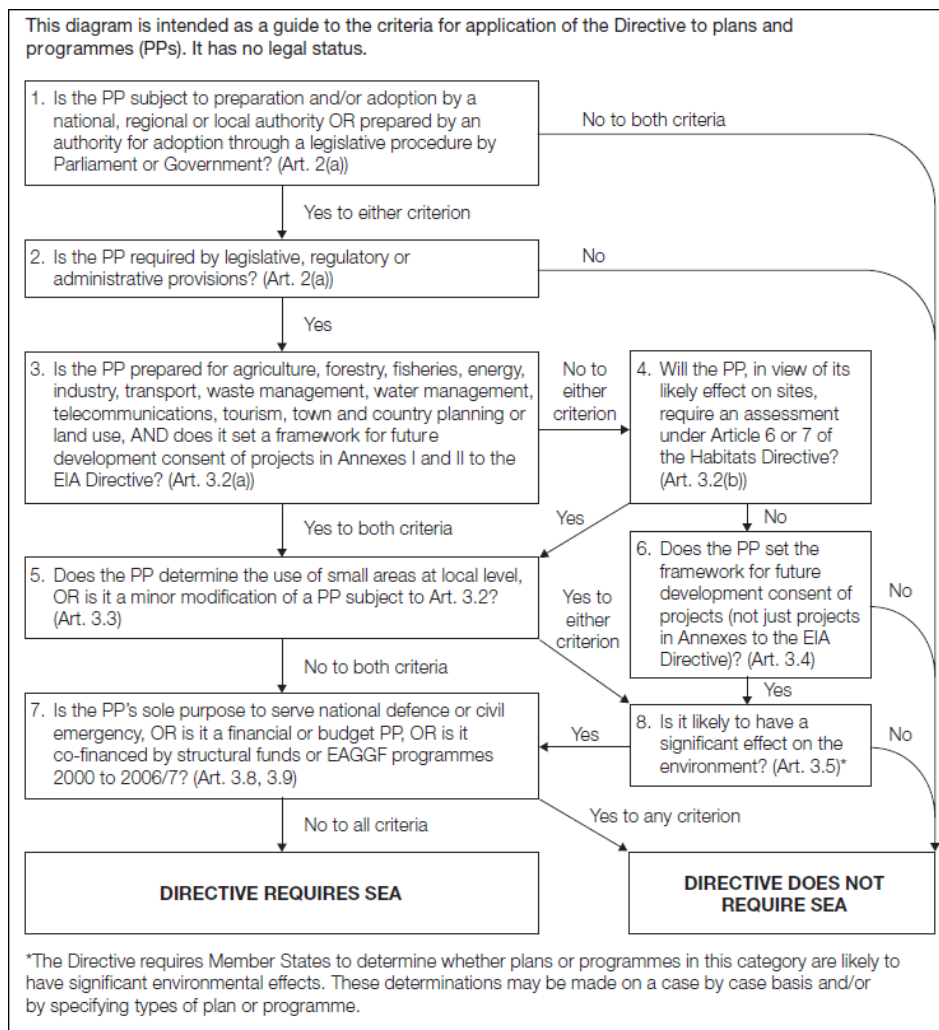 This diagram is intended as a guide to the criteria for application of the Directive to plans and
programmes (PPs). It has no legal status.
1. Is the PP subject to preparation and/or adoption by a
national, regional or local authority OR prepared by an
authority for adoption through a legislative procedure by
Parliament or Government? (Art. 2(a))
No to both criteria
Yes to either criterion
2. Is the PP required by legislative, regulatory or
administrative provisions? (Art. 2(a))
No
Yes
3. Is the PP prepared for agriculture, forestry, fisheries, energy,
industry, transport, waste management, water management,
telecommunications, tourism, town and country planning or
land use, AND does it set a framework for future
development consent of projects in Annexes I and II to the
EIA Directive? (Art. 3.2(a))
No to
either
criterion
4. Will the PP, in view of its
likely effect on sites,
require an assessment
under Article 6 or 7 of
the Habitats Directive?
(Art. 3.2(b))
Yes to both criteria
Yes
No
5. Does the PP determine the use of small areas at local level,
OR is it a minor modification of a PP subject to Art. 3.2?
(Art. 3.3)
Yes to
either
criterion
6. Does the PP set the
framework for future
development consent of
projects (not just projects
in Annexes to the EIA
Directive)? (Art. 3.4)
No
No to both criteria
Yes
7. Is the PP's sole purpose to serve national defence or civil
emergency, OR is it a financial or budget PP, OR is it
co-financed by structural funds or EAGGF programmes
2000 to 2006/7? (Art. 3.8, 3.9)
Yes
8. Is it likely to have a
significant effect on the
environment? (Art. 3.5)*
No
No to all criteria
Yes to any criterion
DIRECTIVE REQUIRES SEA
DIRECTIVE DOES NOT
REQUIRE SEA
*The Directive requires Member States to determine whether plans or programmes in this category are likely to
have significant environmental effects. These determinations may be made on a case by case basis and/or
by specifying types of plan or programme.